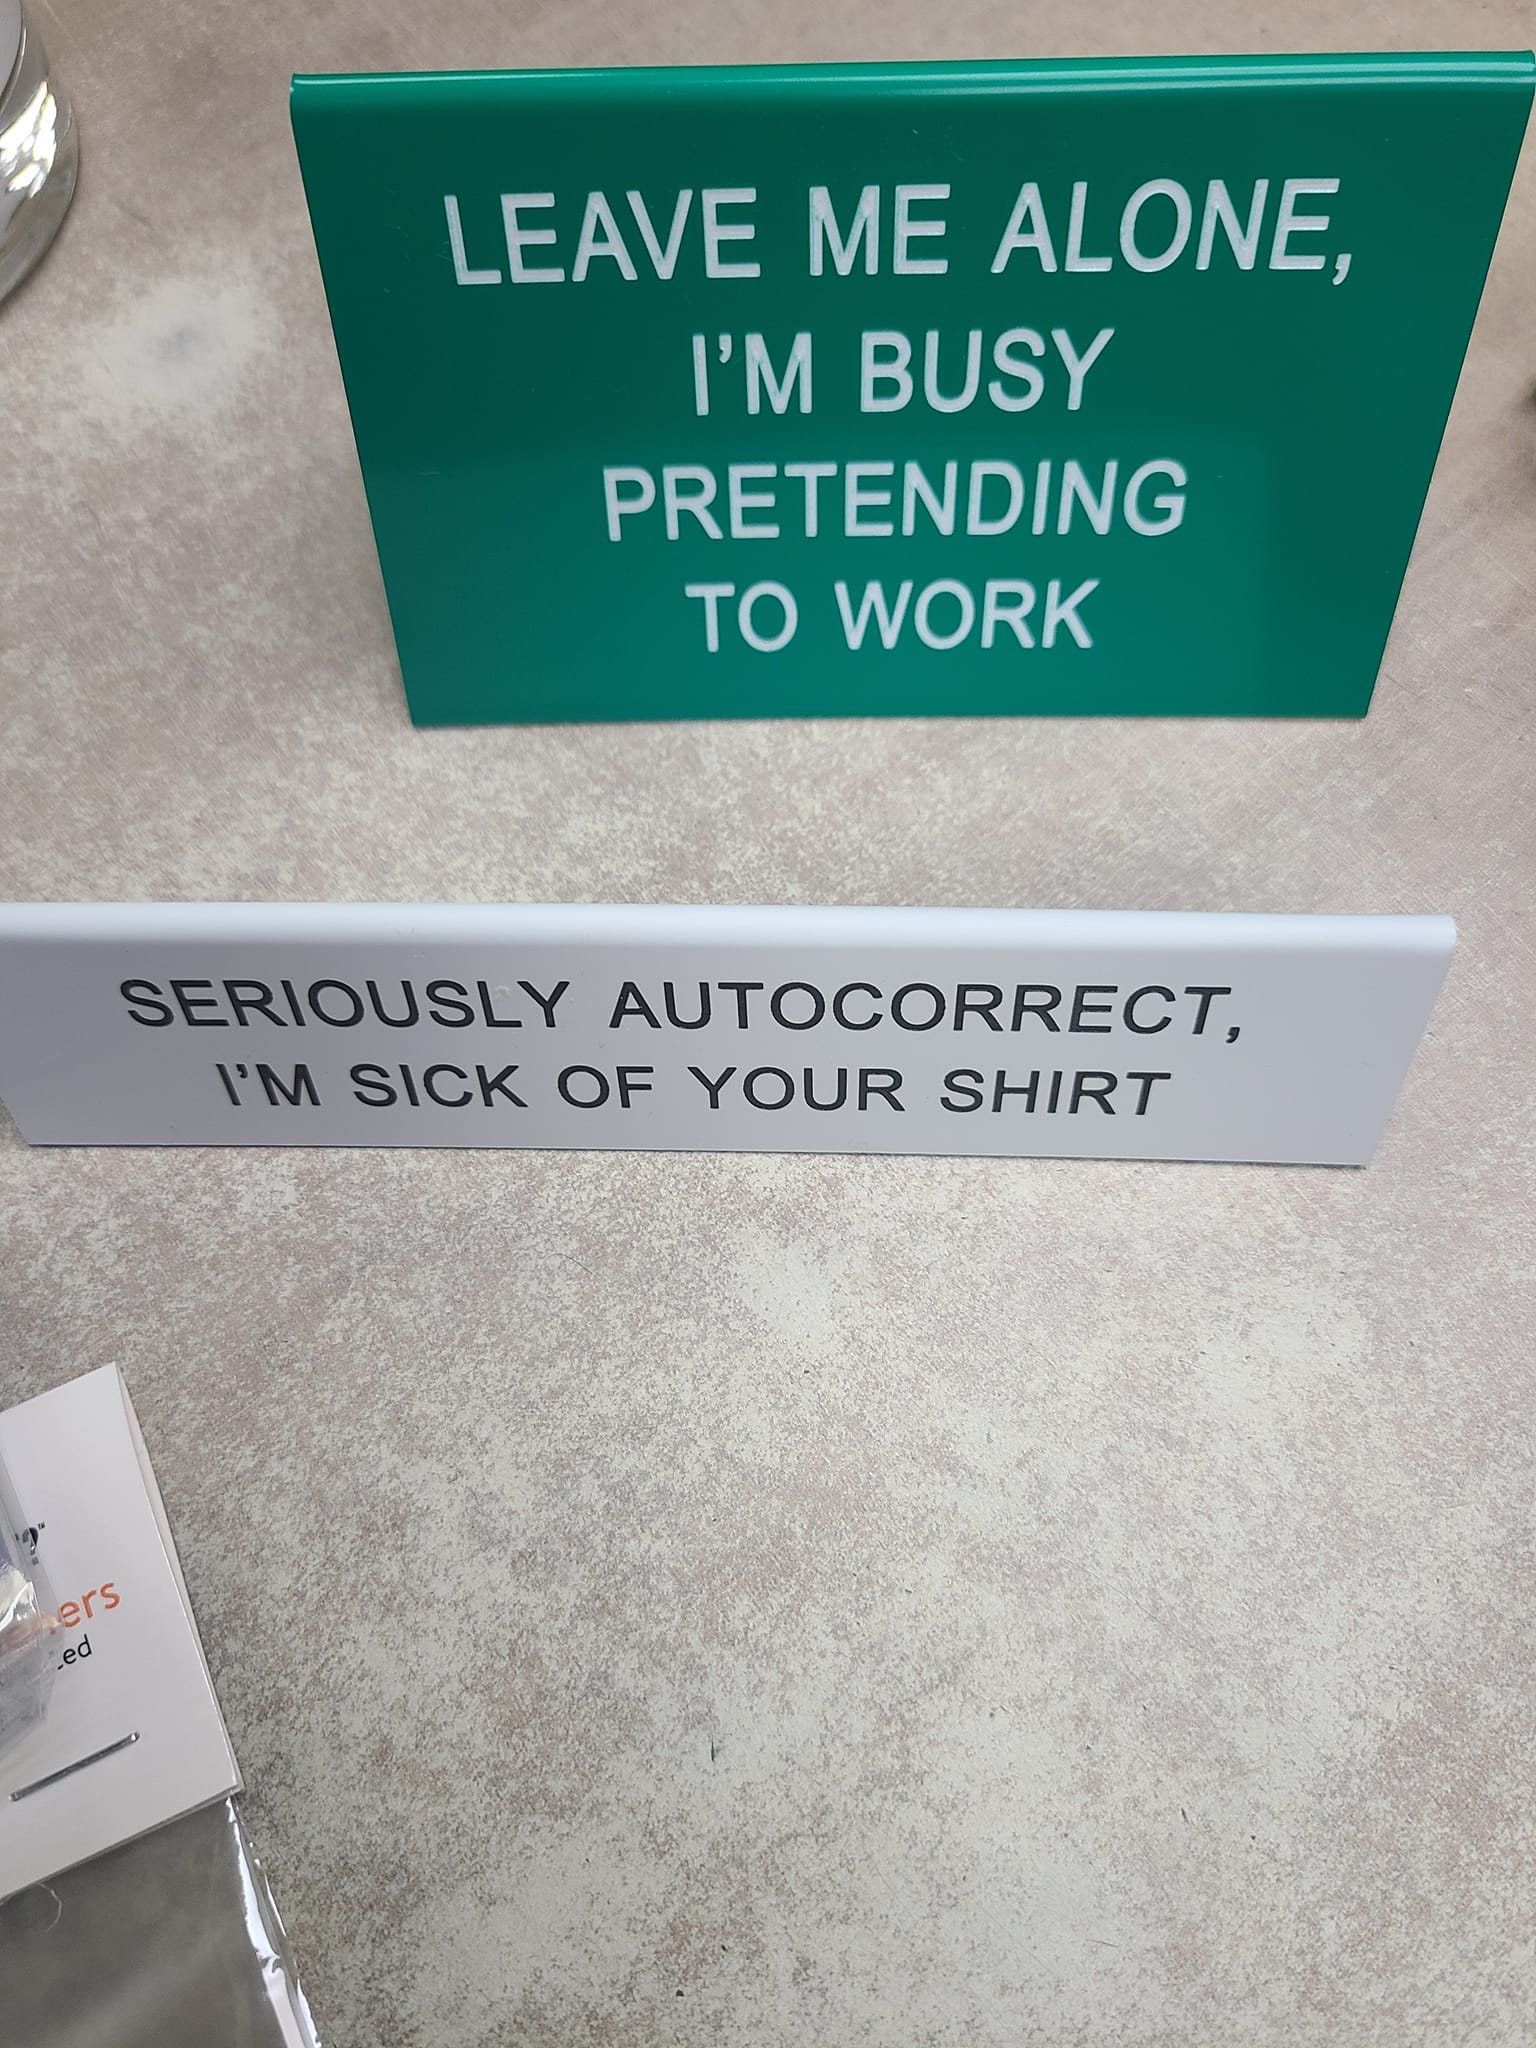 LEAVE ME ALONE,
I'M BUSY
PRETENDING
TO WORK
SERIOUSLY AUTOCORRECT,
I'M SICK OF YOUR SHIRT